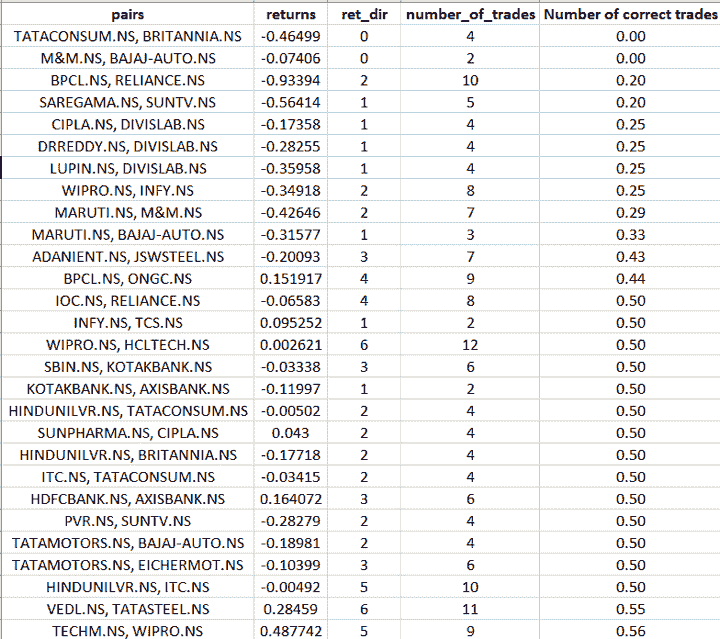 pairs returns ret_dir number_of_trades Number of correct trades
TATACONSUM.NS, BRITANNIA.NS -0.46499 0 4 0.00
M&M.NS, BAJAJ-AUTO.NS -0.07406 0 2 0.00
BPCL.NS, RELIANCE.NS -0.93394 2 10 0.20
SAREGAMA.NS, SUNTV.NS -0.56414 1 5 0.20
CIPLA.NS, DIVISLAB.NS -0.17358 1 4 0.25
DRREDDY.NS, DIVISLAB.NS -0.28255 1 4 0.25
LUPIN.NS, DIVISLAB.NS -0.35958 1 4 0.25
WIPRO.NS, INFY.NS -0.34918 2 8 0.25
MARUTI.NS, M&M.NS -0.42646 2 7 0.29
MARUTI.NS, BAJAJ-AUTO.NS -0.31577 1 3 0.33
ADANIENT.NS, JSWSTEEL.NS -0.20093 3 7 0.43
BPCL.NS, ONGC.NS 0.151917 4 9 0.44
IOC.NS, RELIANCE.NS -0.06583 4 8 0.50
INFY.NS, TCS.NS 0.095252 1 2 0.50
WIPRO.NS, HCLTECH.NS 0.002621 6 12 0.50
SBIN.NS, KOTAKBANK.NS -0.03338 3 6 0.50
KOTAKBANK.NS, AXISBANK.NS -0.11997 1 2 0.50
HINDUNILVR.NS, TATACONSUM.NS -0.00502 2 4 0.50
SUNPHARMA.NS, CIPLA.NS 0.043 2 4 0.50
HINDUNILVR.NS, BRITANNIA.NS -0.17718 2 4 0.50
ITC.NS, TATACONSUM.NS -0.03415 2 4 0.50
HDFCBANK.NS, AXISBANK.NS 0.164072 3 6 0.50
PVR.NS, SUNTV.NS -0.28279 2 4 0.50
TATAMOTORS.NS, BAJAJ-AUTO.NS -0.18981 2 4 0.50
TATAMOTORS.NS, EICHERMOT.NS -0.10399 3 6 0.50
HINDUNILVR.NS, ITC.NS -0.00492 5 10 0.50
VEDL.NS, TATASTEEL.NS 0.28459 6 11 0.55
TECHM.NS, WIPRO.NS 0.487742 5 9 0.56